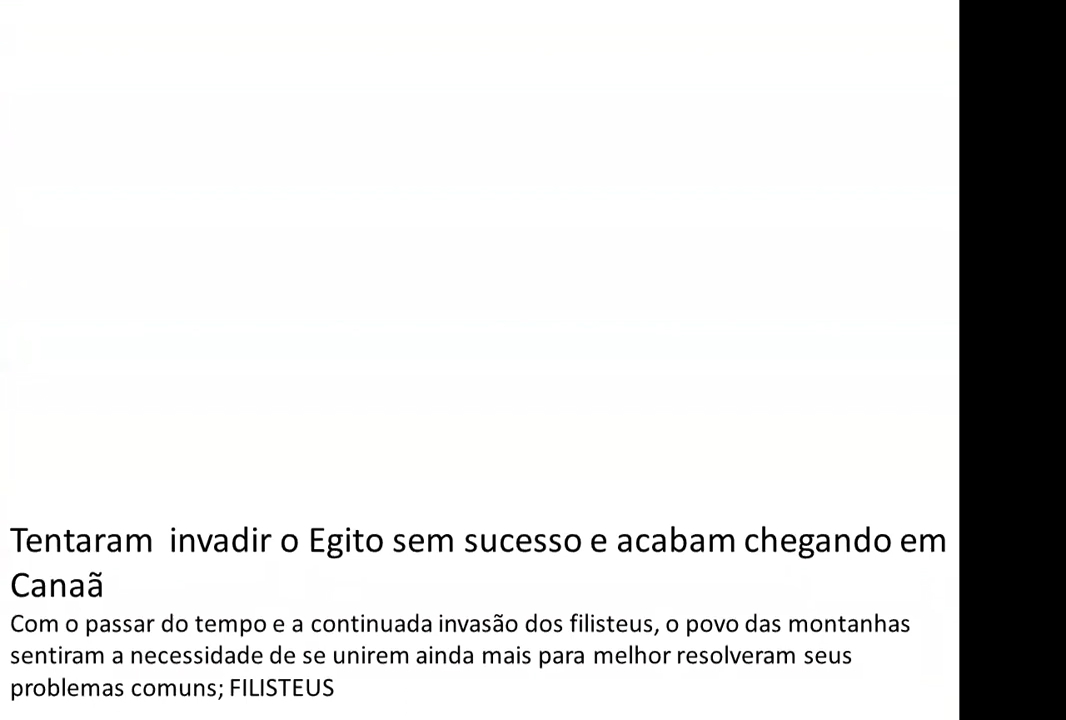 Tentaram invadir o Egito sem sucesso e acabam chegando em
Canaã
Com o passar do tempo e a continuada invasão dos filisteus, o povo das montanhas
sentiram a necessidade de se unirem ainda mais para melhor resolveram seus
problemas comuns; FILISTEUS